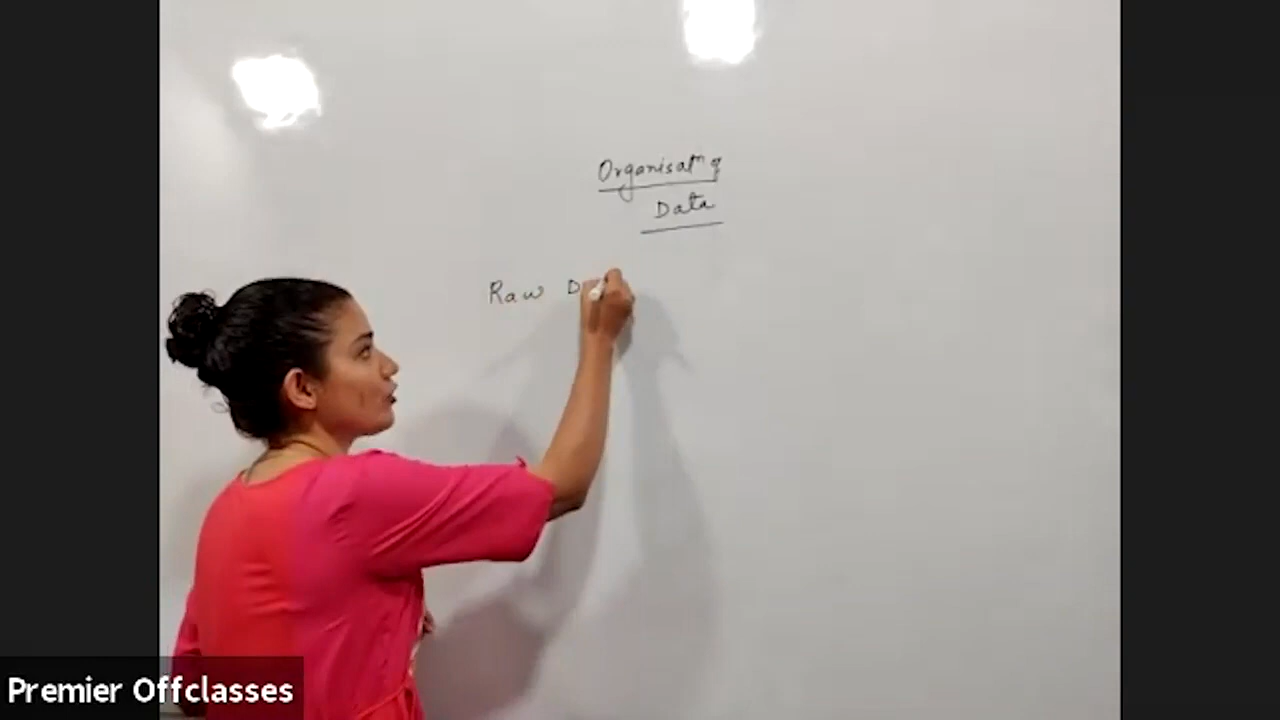 Organisatn of
Data
Raw D
Premier Offclasses